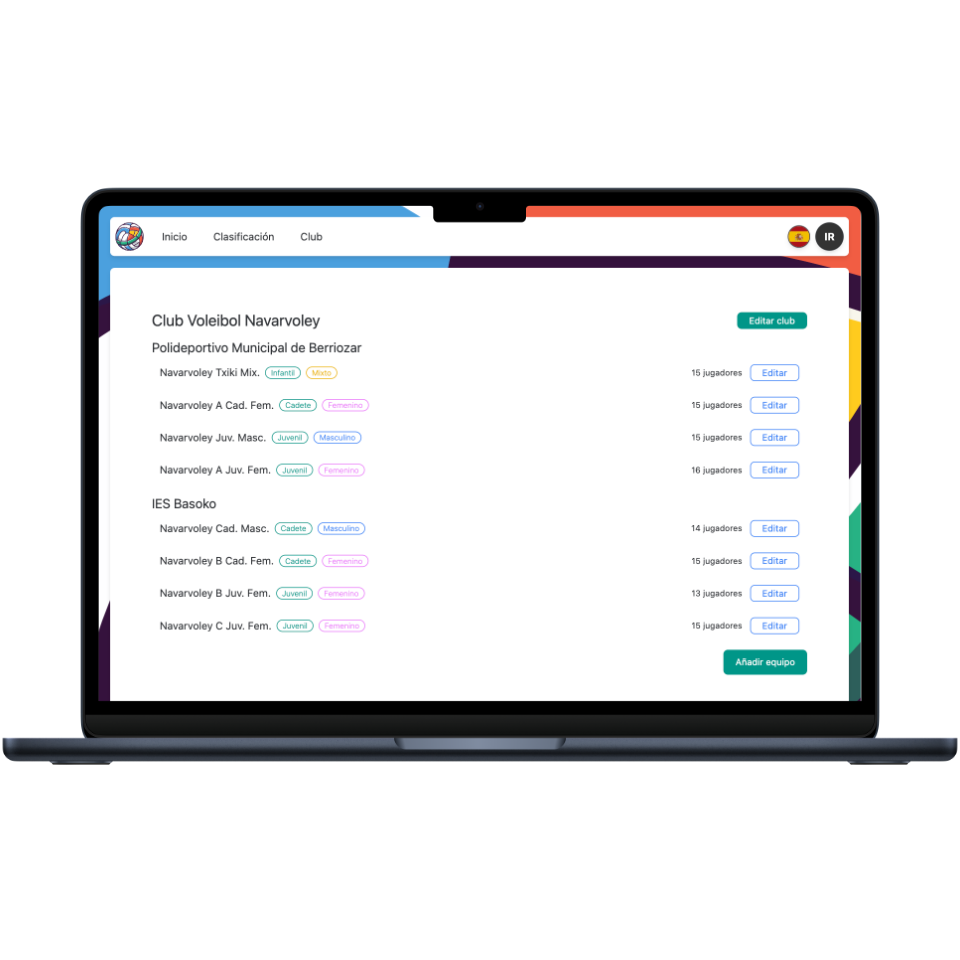 Inicio Clasificación Club IR
Club Voleibol Navarvoley Editar club
Polideportivo Municipal de Berriozar
Navarvoley Txiki Mix. Infantil Mixto 15 jugadores Editar
Navarvoley A Cad. Fem. Cadete Femenino 15 jugadores Editar
Navarvoley Juv. Masc. Juvenil Masculino 15 jugadores Editar
Navarvoley A Juv. Fem. Juvenil Femenino 16 jugadores Editar
IES Basoko
Navarvoley Cad. Masc. Cadete Masculino 14 jugadores Editar
Navarvoley B Cad. Fem. Cadete Femenino 15 jugadores Editar
Navarvoley B Juv. Fem. Juvenil Femenino 13 jugadores Editar
Navarvoley C Juv. Fem. Juvenil Femenino 15 jugadores Editar
Añadir equipo